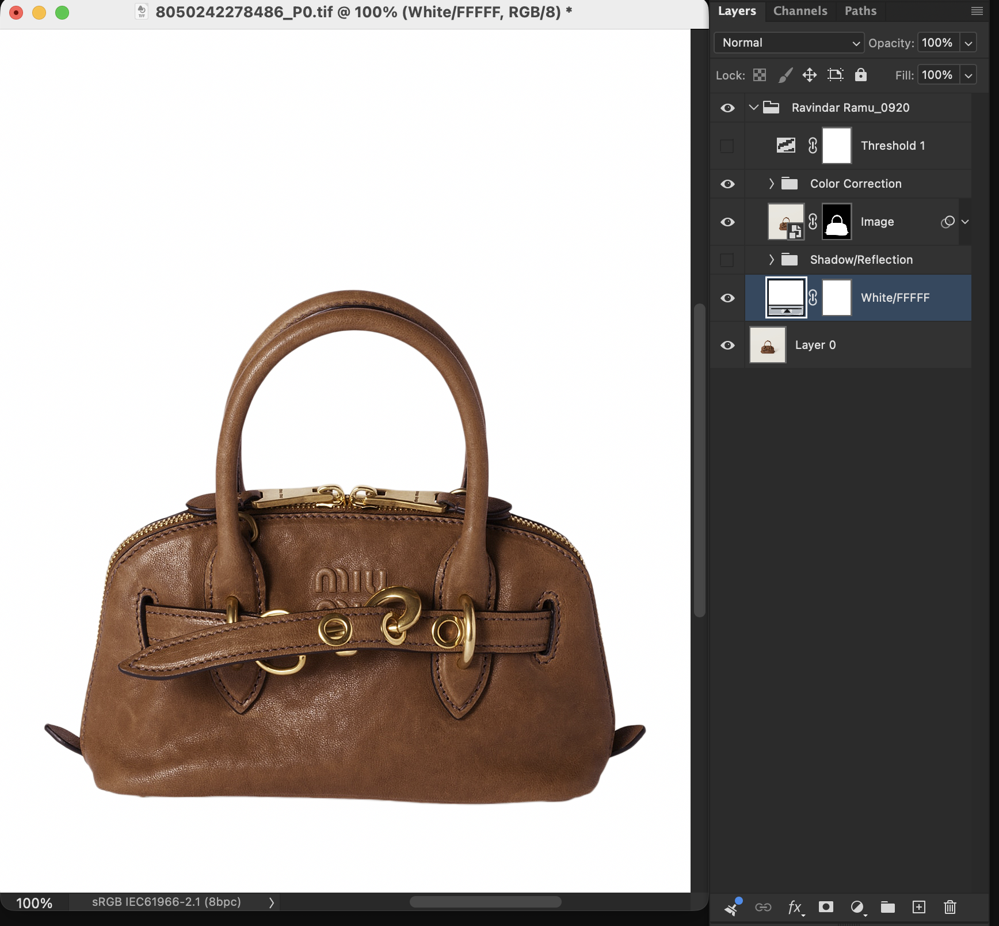 8050242278486_P0.tif @ 100% (White/FFFFF, RGB/8) *
miu
100%
sRGB IEC61966-2.1 (8bpc)
Layers
Channels
Paths
Normal
Opacity: 100%
Lock:
Fill: 100%
Ravindar Ramu_0920
Threshold 1
Color Correction
Image
Shadow/Reflection
White/FFFFF
Layer 0
fx